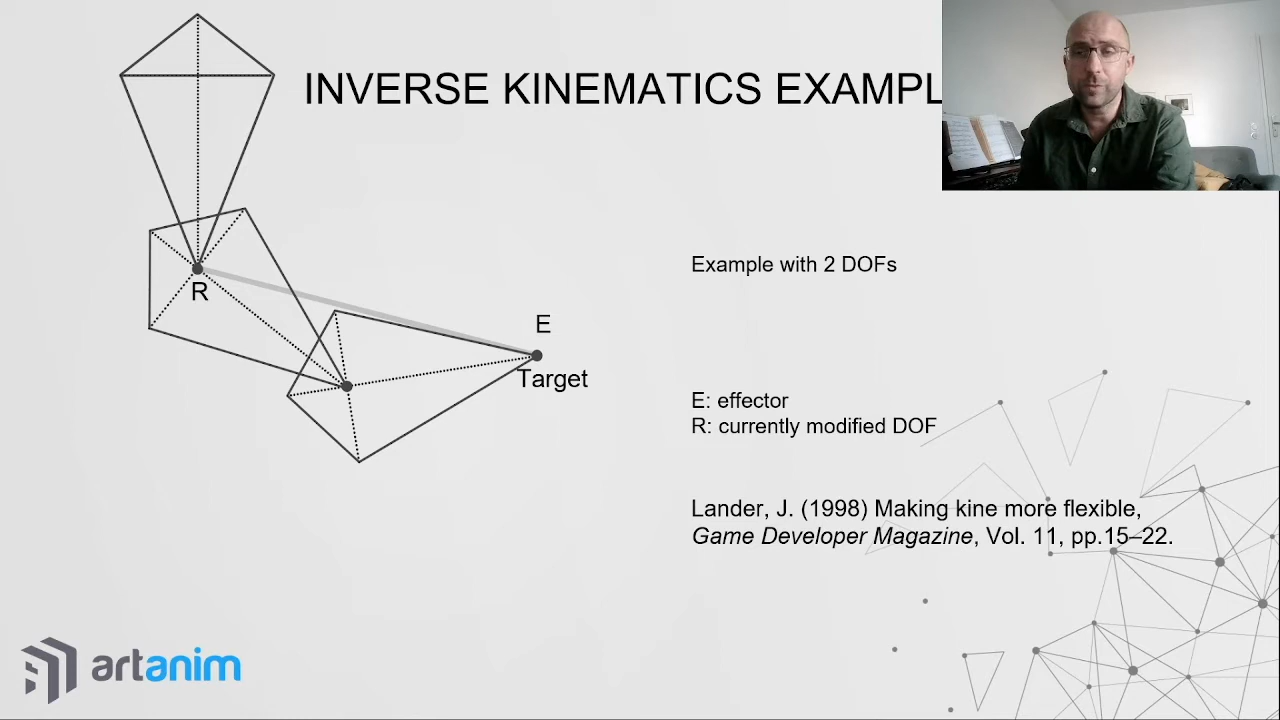 INVERSE KINEMATICS EXAMPL
R
E
Target
Example with 2 DOFs
E: effector
R: currently modified DOF
Lander, J. (1998) Making kine more flexible,
Game Developer Magazine, Vol. 11, pp.15–22.
artanim